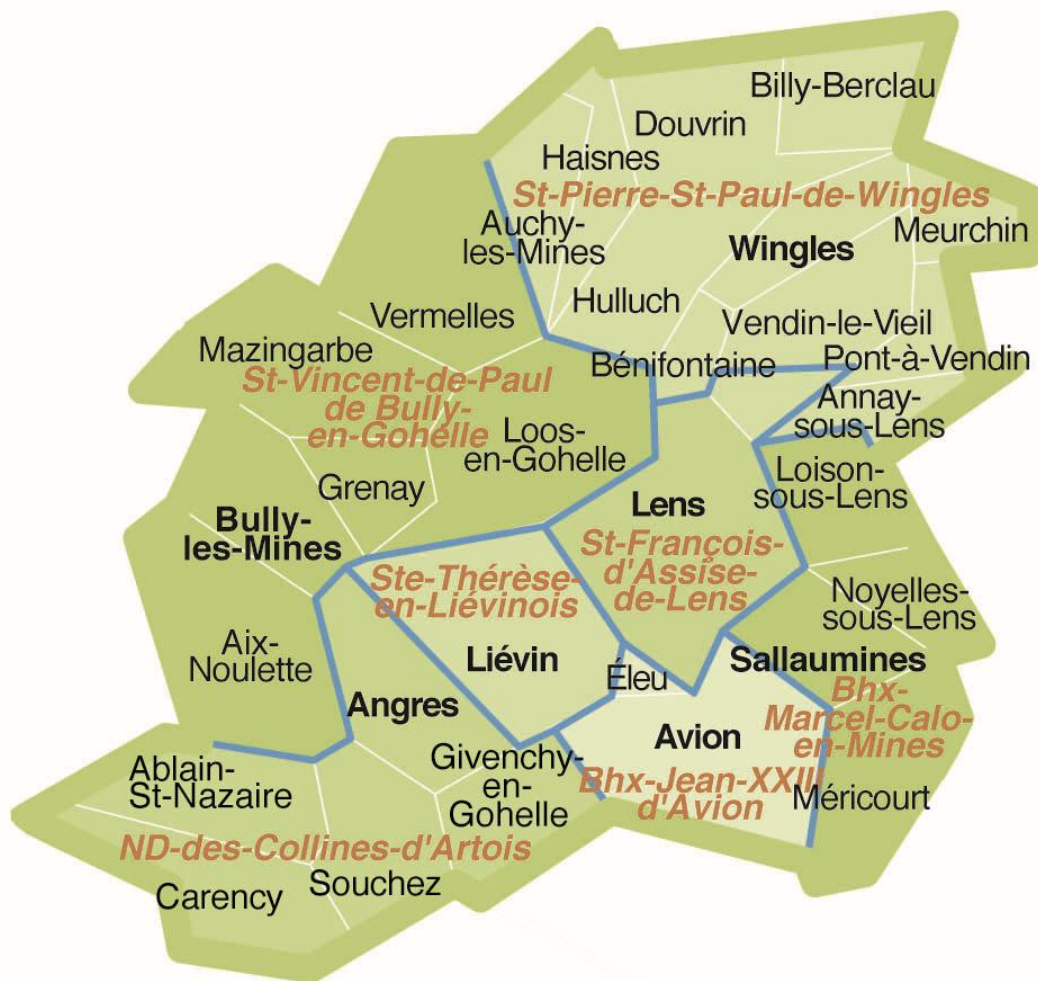 Billy-Berclau
Douvrin
Haisnes
St-Pierre-St-Paul-de-Wingles
Auchy-
les-Mines
Meurchin
Wingles
Hulluch
Vermelles
Vendin-le-Vieil
Mazingarbe
Bénifontaine
Pont-à-Vendin
St-Vincent-de-Paul
de Bully-
en-Gohelle
Annay-
sous-Lens
Loos-
en-Gohelle
Loison-
sous-Lens
Grenay
Lens
Bully-
les-Mines
St-François-
d'Assise-
de-Lens
Ste-Thérèse-
en-Liévinois
Noyelles-
sous-Lens
Aix-
Noulette
Liévin
Éleu
Sallaumines
Angres
Bhx-
Marcel-Calo-
en-Mines
Avion
Givenchy-
en-
Gohelle
Ablain-
St-Nazaire
Bhx-Jean-XXIII
d'Avion
Méricourt
ND-des-Collines-d'Artois
Souchez
Carency